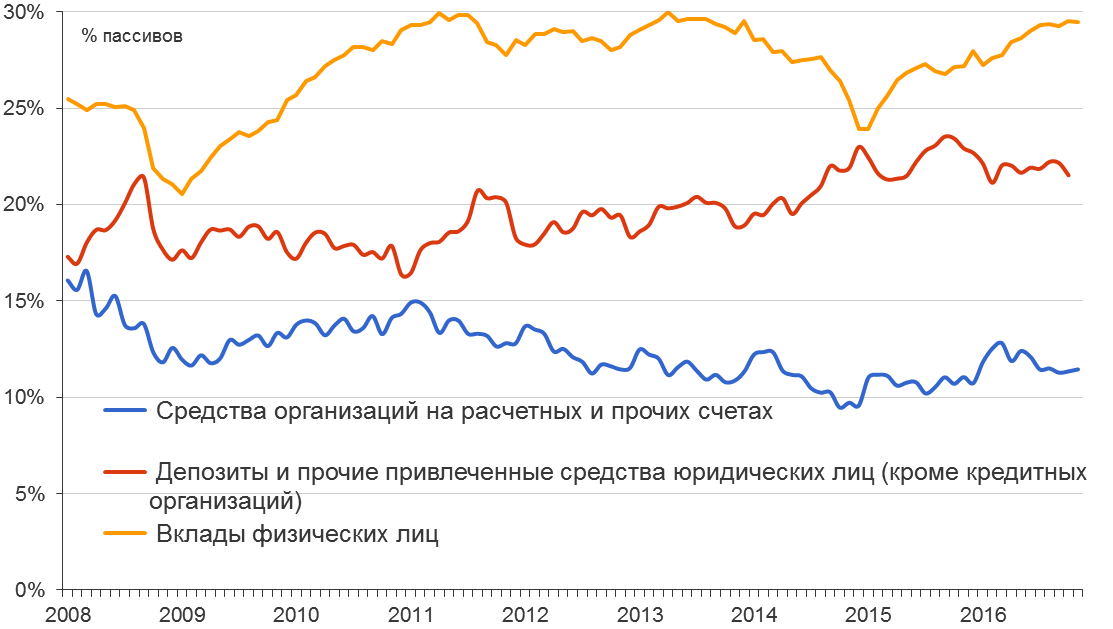 30%
% пассивов
25%
20%
15%
10%
Средства организаций на расчетных и прочих счетах
Депозиты и прочие привлеченные средства юридических лиц (кроме кредитных
организаций)
5%
Вклады физических лиц
0%
2008 2009 2010 2011 2012 2013 2014 2015 2016